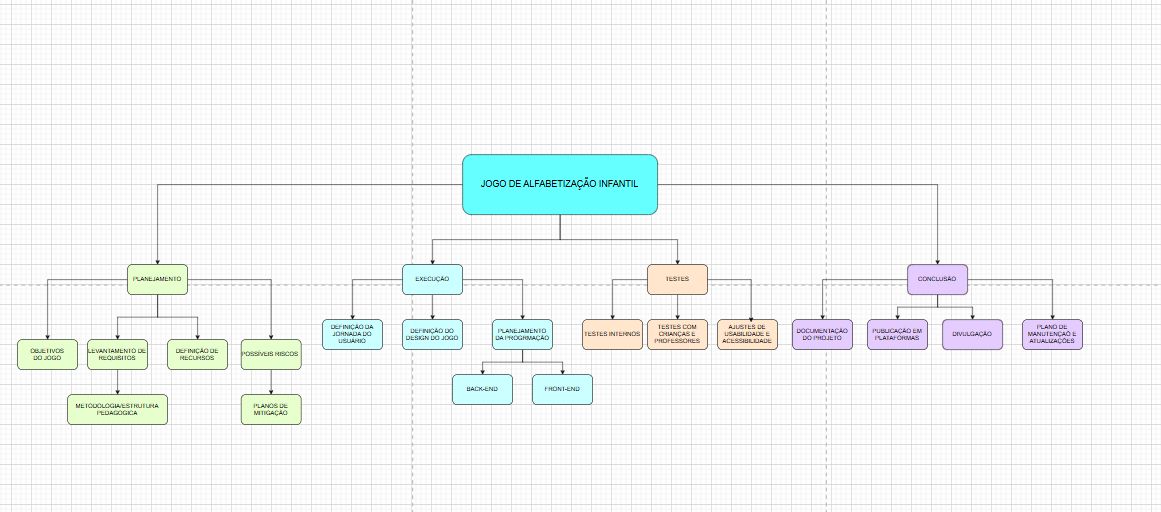 JOGO DE ALFABETIZAÇÃO INFANTIL
PLANEJAMENTO
EXECUÇÃO
TESTES
CONCLUSÃO
OBJETIVOS
DO JOGO
LEVANTAMENTO DE
REQUISITOS
DEFINIÇÃO DE
RECURSOS
POSSÍVEIS RISCOS
METODOLOGIA/ESTRUTURA
PEDAGOGICA
PLANOS DE
MITIGAÇÃO
DEFINIÇÃO DA
JORNADA DO
USUÁRIO
DEFINIÇÃO DO
DESIGN DO JOGO
PLANEJAMENTO
DA PROGRMAÇÃO
BACK-END
FRONT-END
TESTES INTERNOS
TESTES COM
CRIANÇAS E
PROFESSORES
AJUSTES DE
USABILIDADE E
ACESSIBILIDADE
DOCUMENTAÇÃO
DO PROJETO
PUBLICAÇÃO EM
PLATAFORMAS
DIVULGAÇÃO
PLANO DE
MANUTENÇAÕ E
ATUALIZAÇÕES